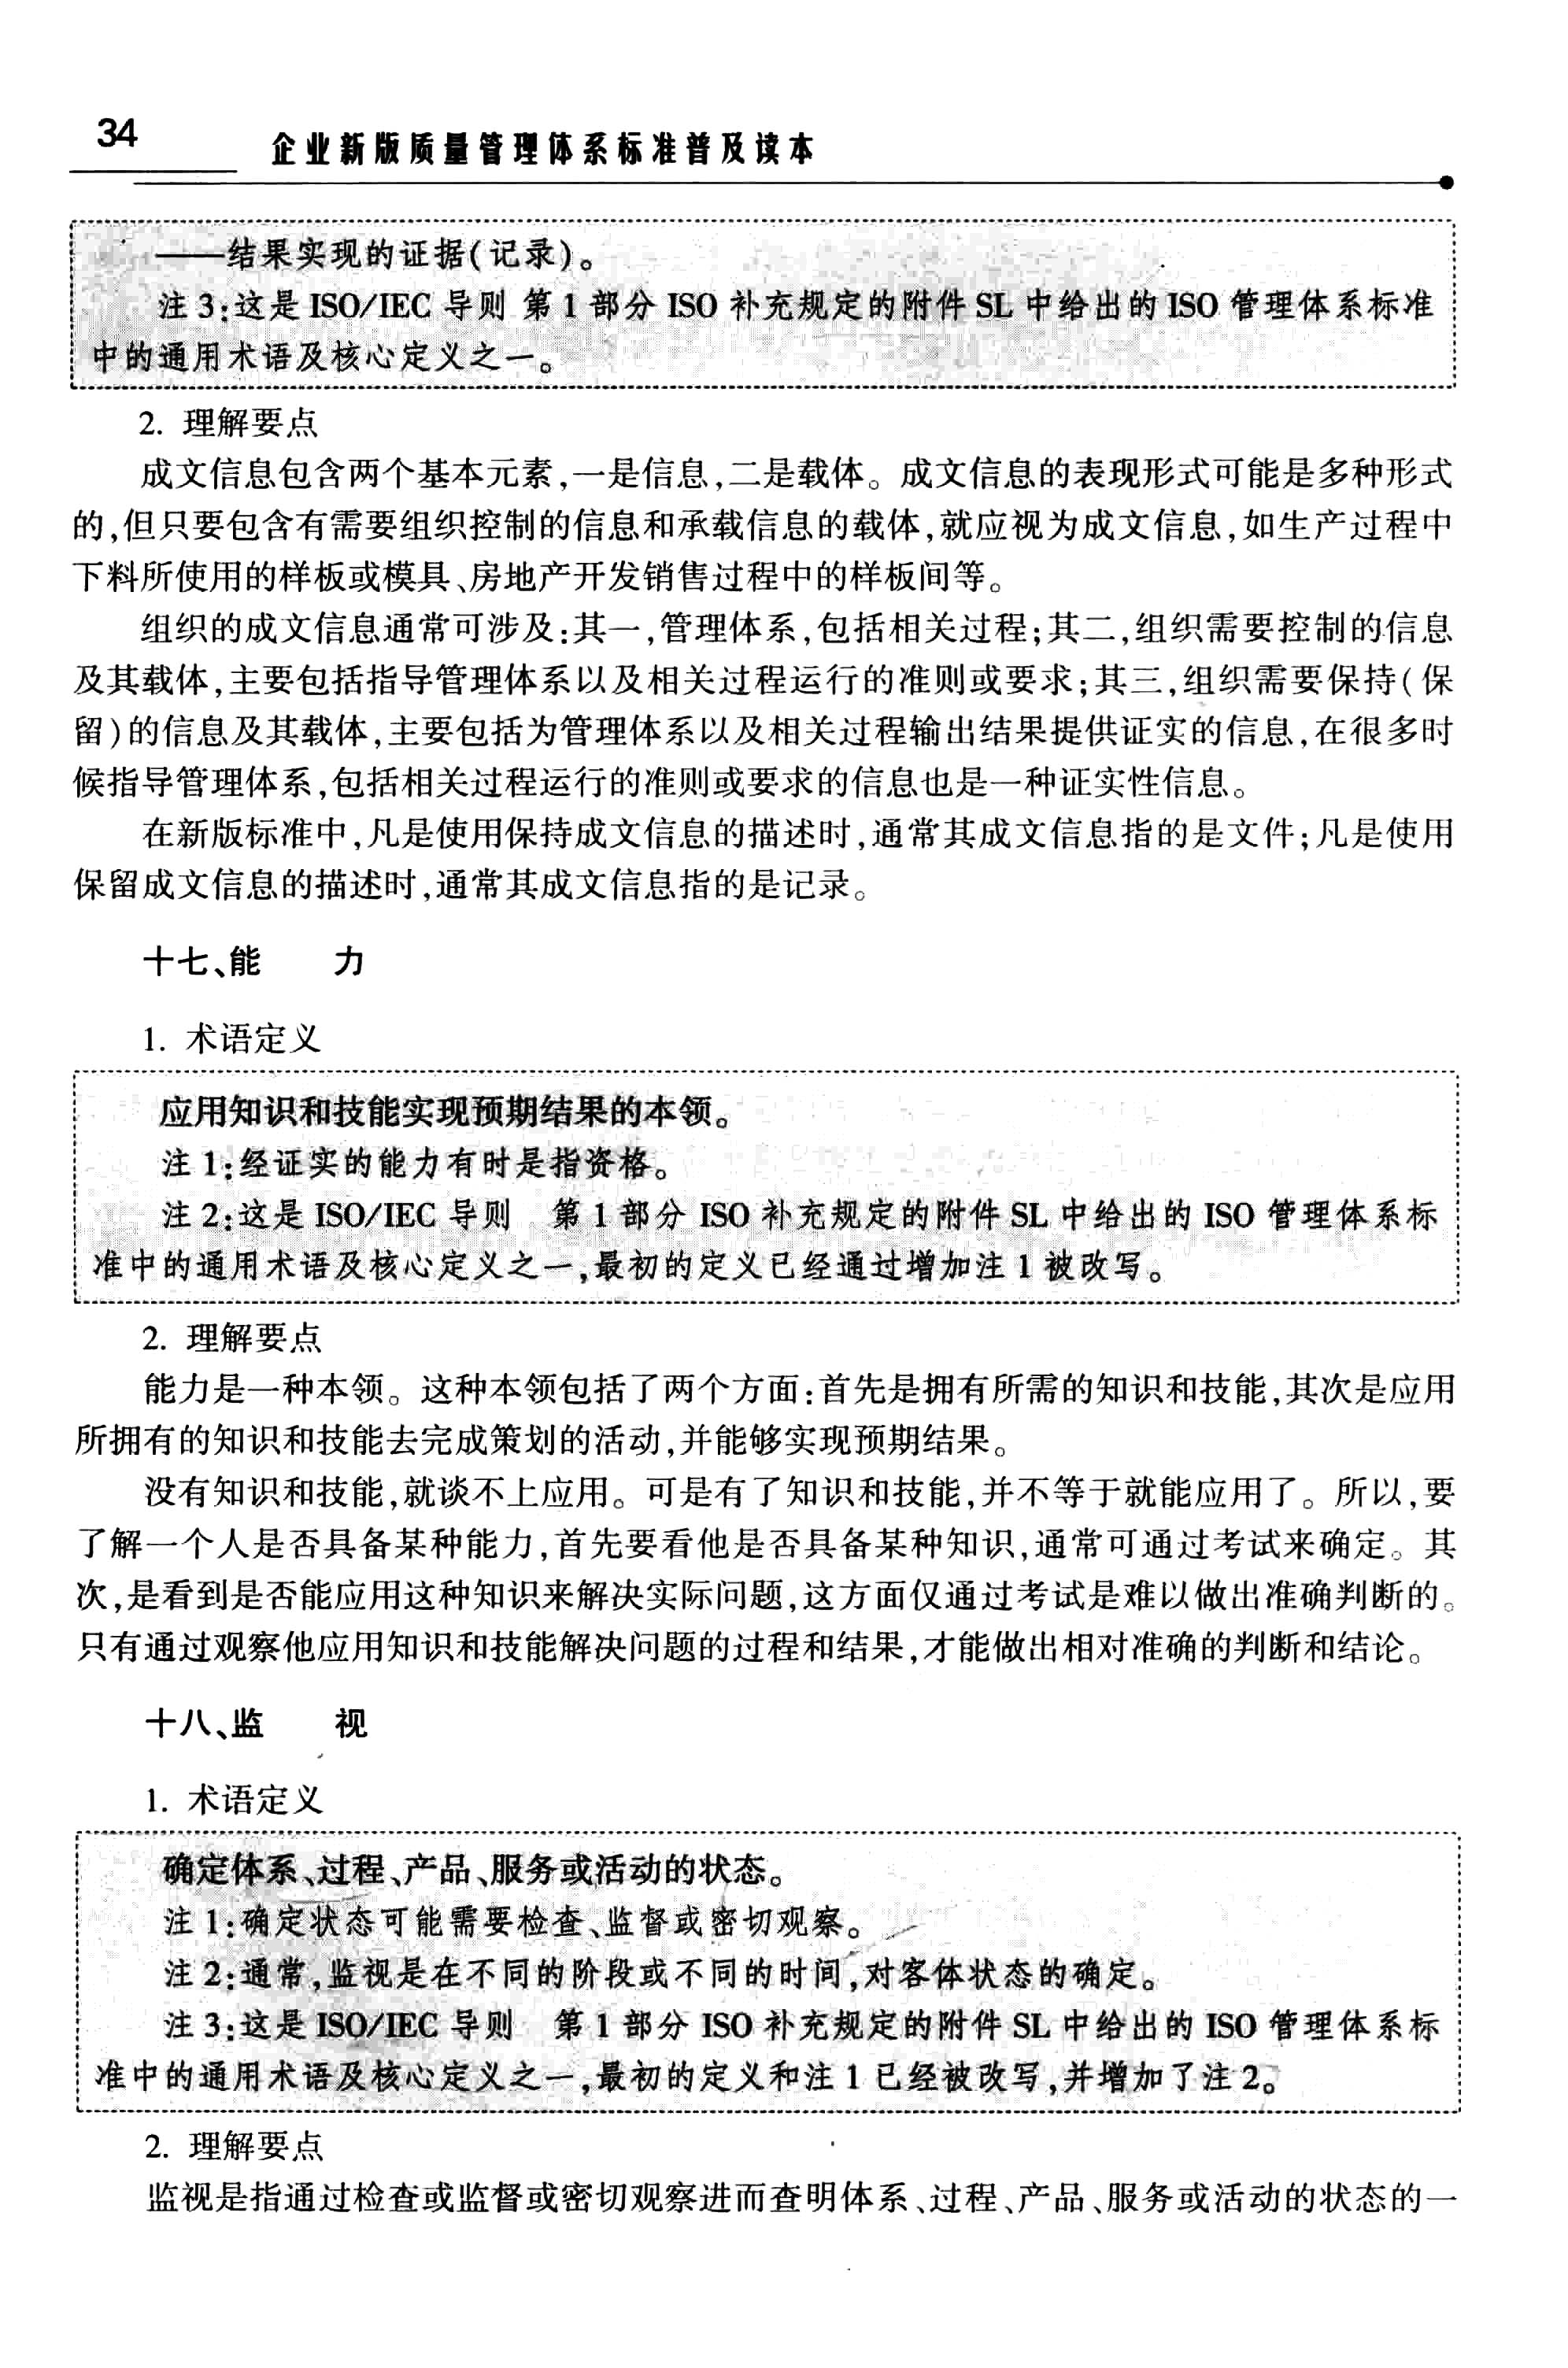 34
企业新版质量管理体系标准普及读本
——结果实现的证据(记录)。
注 3:这是 ISO/IEC 导则 第 1 部分 ISO 补充规定的附件 SL 中给出的 ISO 管理体系标准
中的通用术语及核心定义之一。
2. 理解要点
成文信息包含两个基本元素,一是信息,二是载体。成文信息的表现形式可能是多种形式
的,但只要包含有需要组织控制的信息和承载信息的载体,就应视为成文信息,如生产过程中
下料所使用的样板或模具、房地产开发销售过程中的样板间等。
组织的成文信息通常可涉及:其一,管理体系,包括相关过程;其二,组织需要控制的信息
及其载体,主要包括指导管理体系以及相关过程运行的准则或要求;其三,组织需要保持(保
留)的信息及其载体,主要包括为管理体系以及相关过程输出结果提供证实的信息,在很多时
候指导管理体系,包括相关过程运行的准则或要求的信息也是一种证实性信息。
在新版标准中,凡是使用保持成文信息的描述时,通常其成文信息指的是文件;凡是使用
保留成文信息的描述时,通常其成文信息指的是记录。
十七、能 力
1. 术语定义
应用知识和技能实现预期结果的本领。
注 1:经证实的能力有时是指资格。
注 2:这是 ISO/IEC 导则 第 1 部分 ISO 补充规定的附件 SL 中给出的 ISO 管理体系标
准中的通用术语及核心定义之一,最初的定义已经通过增加注 1 被改写。
2. 理解要点
能力是一种本领。这种本领包括了两个方面:首先是拥有所需的知识和技能,其次是应用
所拥有的知识和技能去完成策划的活动,并能够实现预期结果。
没有知识和技能,就谈不上应用。可是有了知识和技能,并不等于就能应用了。所以,要
了解一个人是否具备某种能力,首先要看他是否具备某种知识,通常可通过考试来确定。其
次,是看到是否能应用这种知识来解决实际问题,这方面仅通过考试是难以做出准确判断的。
只有通过观察他应用知识和技能解决问题的过程和结果,才能做出相对准确的判断和结论。
十八、监 视
1. 术语定义
确定体系、过程、产品、服务或活动的状态。
注 1:确定状态可能需要检查、监督或密切观察。
注 2:通常,监视是在不同的阶段或不同的时间,对客体状态的确定。
注 3:这是 ISO/IEC 导则 第 1 部分 ISO 补充规定的附件 SL 中给出的 ISO 管理体系标
准中的通用术语及核心定义之一,最初的定义和注 1 已经被改写,并增加了注 2。
2. 理解要点
监视是指通过检查或监督或密切观察进而查明体系、过程、产品、服务或活动的状态的一